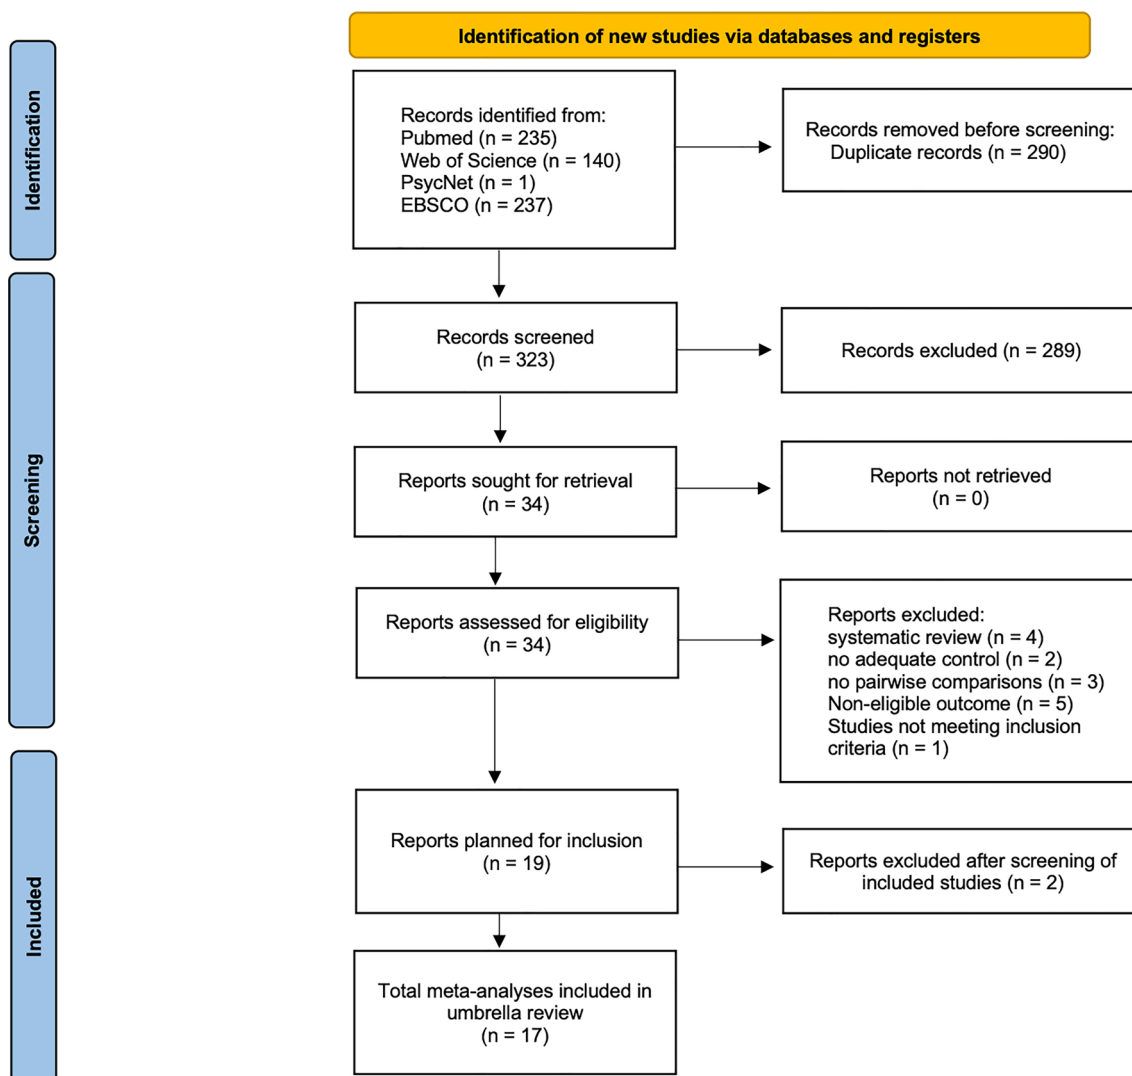 Identification of new studies via databases and registers
Identification
Records identified from:
Pubmed (n = 235)
Web of Science (n = 140)
PsycNet (n = 1)
EBSCO (n = 237)
Records removed before screening:
Duplicate records (n = 290)
Screening
Records screened
(n = 323)
Records excluded (n = 289)
Reports sought for retrieval
(n = 34)
Reports not retrieved
(n = 0)
Reports assessed for eligibility
(n = 34)
Reports excluded:
systematic review (n = 4)
no adequate control (n = 2)
no pairwise comparisons (n = 3)
Non-eligible outcome (n = 5)
Studies not meeting inclusion
criteria (n = 1)
Included
Reports planned for inclusion
(n = 19)
Reports excluded after screening of
included studies (n = 2)
Total meta-analyses included in
umbrella review
(n = 17)